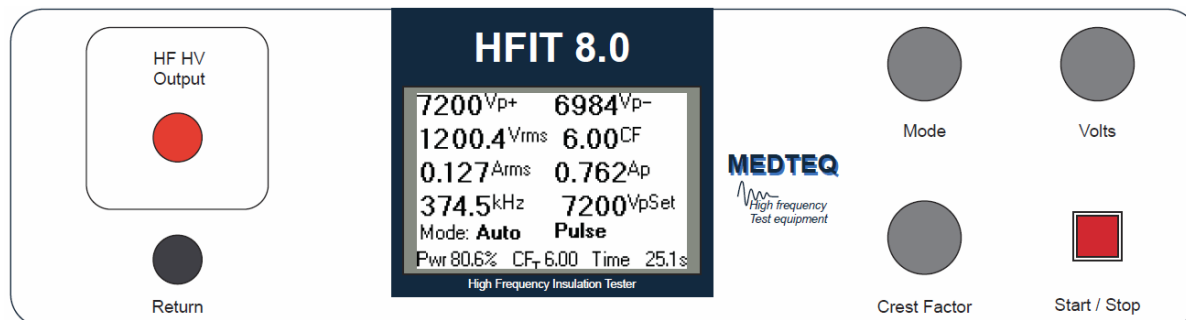 HF HV
Output
Return
HFIT 8.0
7200Vp+ 6984Vp-
1200.4Vrms 6.00CF
0.127Arms 0.762Ap
374.5kHz 7200VpSet
Mode: Auto Pulse
Pwr 80.6% CFT 6.00 Time 25.1s
High Frequency Insulation Tester
MEDTEQ
High frequency
Test equipment
Mode
Volts
Crest Factor
Start / Stop